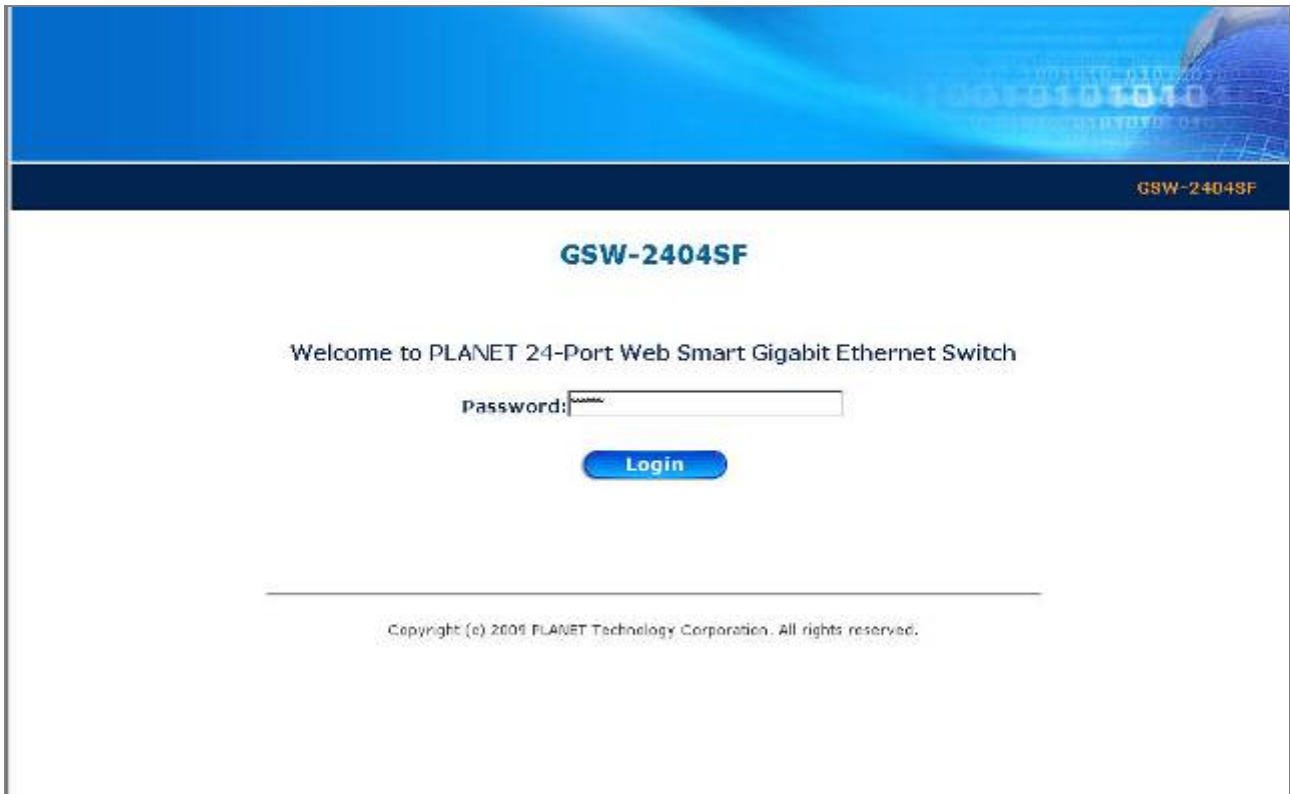 GSW-2404SF
GSW-2404SF
Welcome to PLANET 24-Port Web Smart Gigabit Ethernet Switch
Password:
Login
Copyright (c) 2009 PLANET Technology Corporation. All rights reserved.